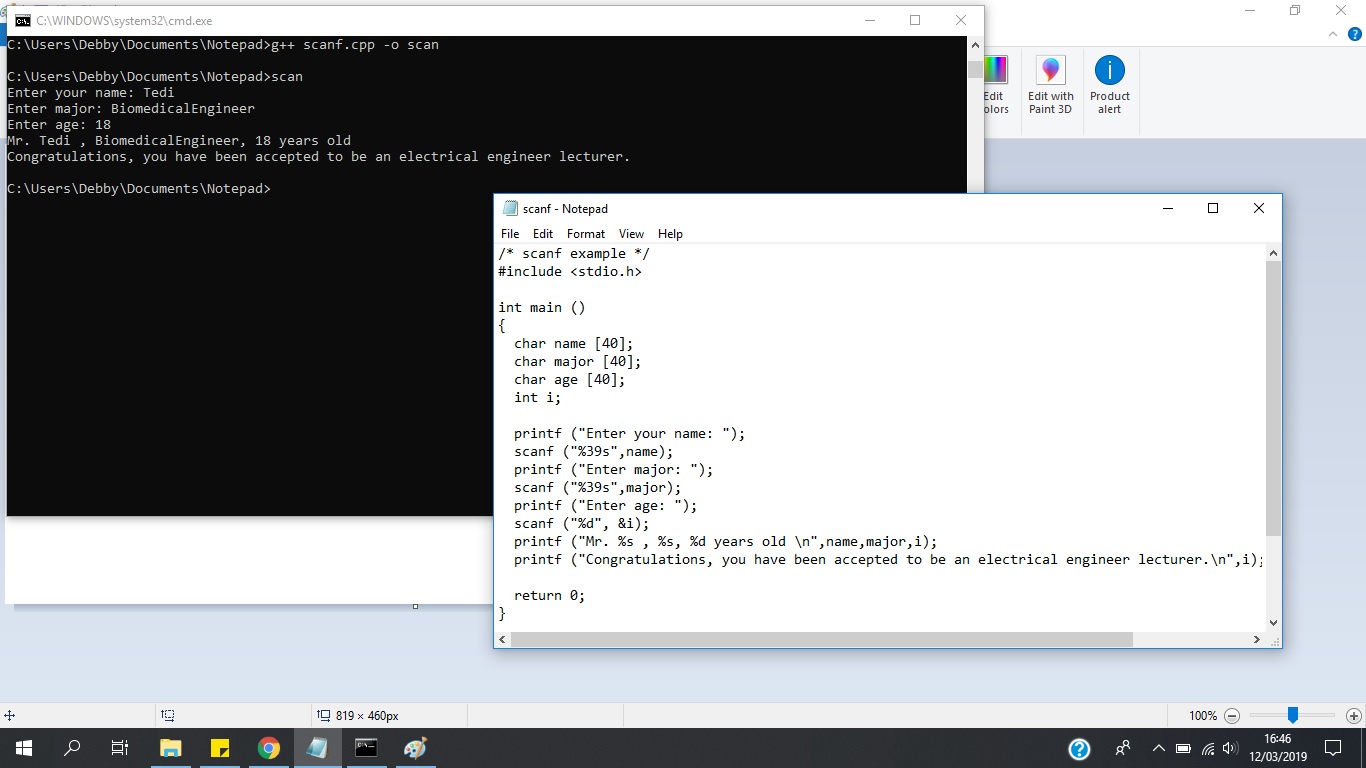 C:\WINDOWS\system32\cmd.exe
C:\Users\Debby\Documents\Notepad>g++ scanf.cpp -o scan
C:\Users\Debby\Documents\Notepad>scan
Enter your name: Tedi
Enter major: BiomedicalEngineer
Enter age: 18
Mr. Tedi , BiomedicalEngineer, 18 years old
Congratulations, you have been accepted to be an electrical engineer lecturer.
C:\Users\Debby\Documents\Notepad>
Edit
olors
Edit with
Paint 3D
Product
alert
scanf - Notepad
File Edit Format View Help
/* scanf example */
#include <stdio.h>
int main ()
{
char name [40];
char major [40];
char age [40];
int i;
printf ("Enter your name: ");
scanf ("%39s",name);
printf ("Enter major: ");
scanf ("%39s",major);
printf ("Enter age: ");
scanf ("%d", &i);
printf ("Mr. %s , %s, %d years old \n",name,major,i);
printf ("Congratulations, you have been accepted to be an electrical engineer lecturer.\n",i);
return 0;
}
819 × 460px
100%
16:46
12/03/2019